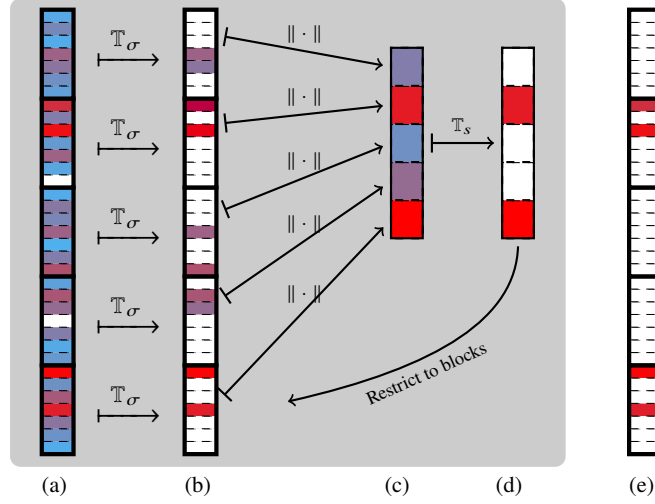 𝕋σ
‖ · ‖
𝕋σ
‖ · ‖
𝕋s
𝕋σ
‖ · ‖
𝕋σ
‖ · ‖
‖ · ‖
Restrict to blocks
𝕋σ
(a) (b) (c) (d) (e)